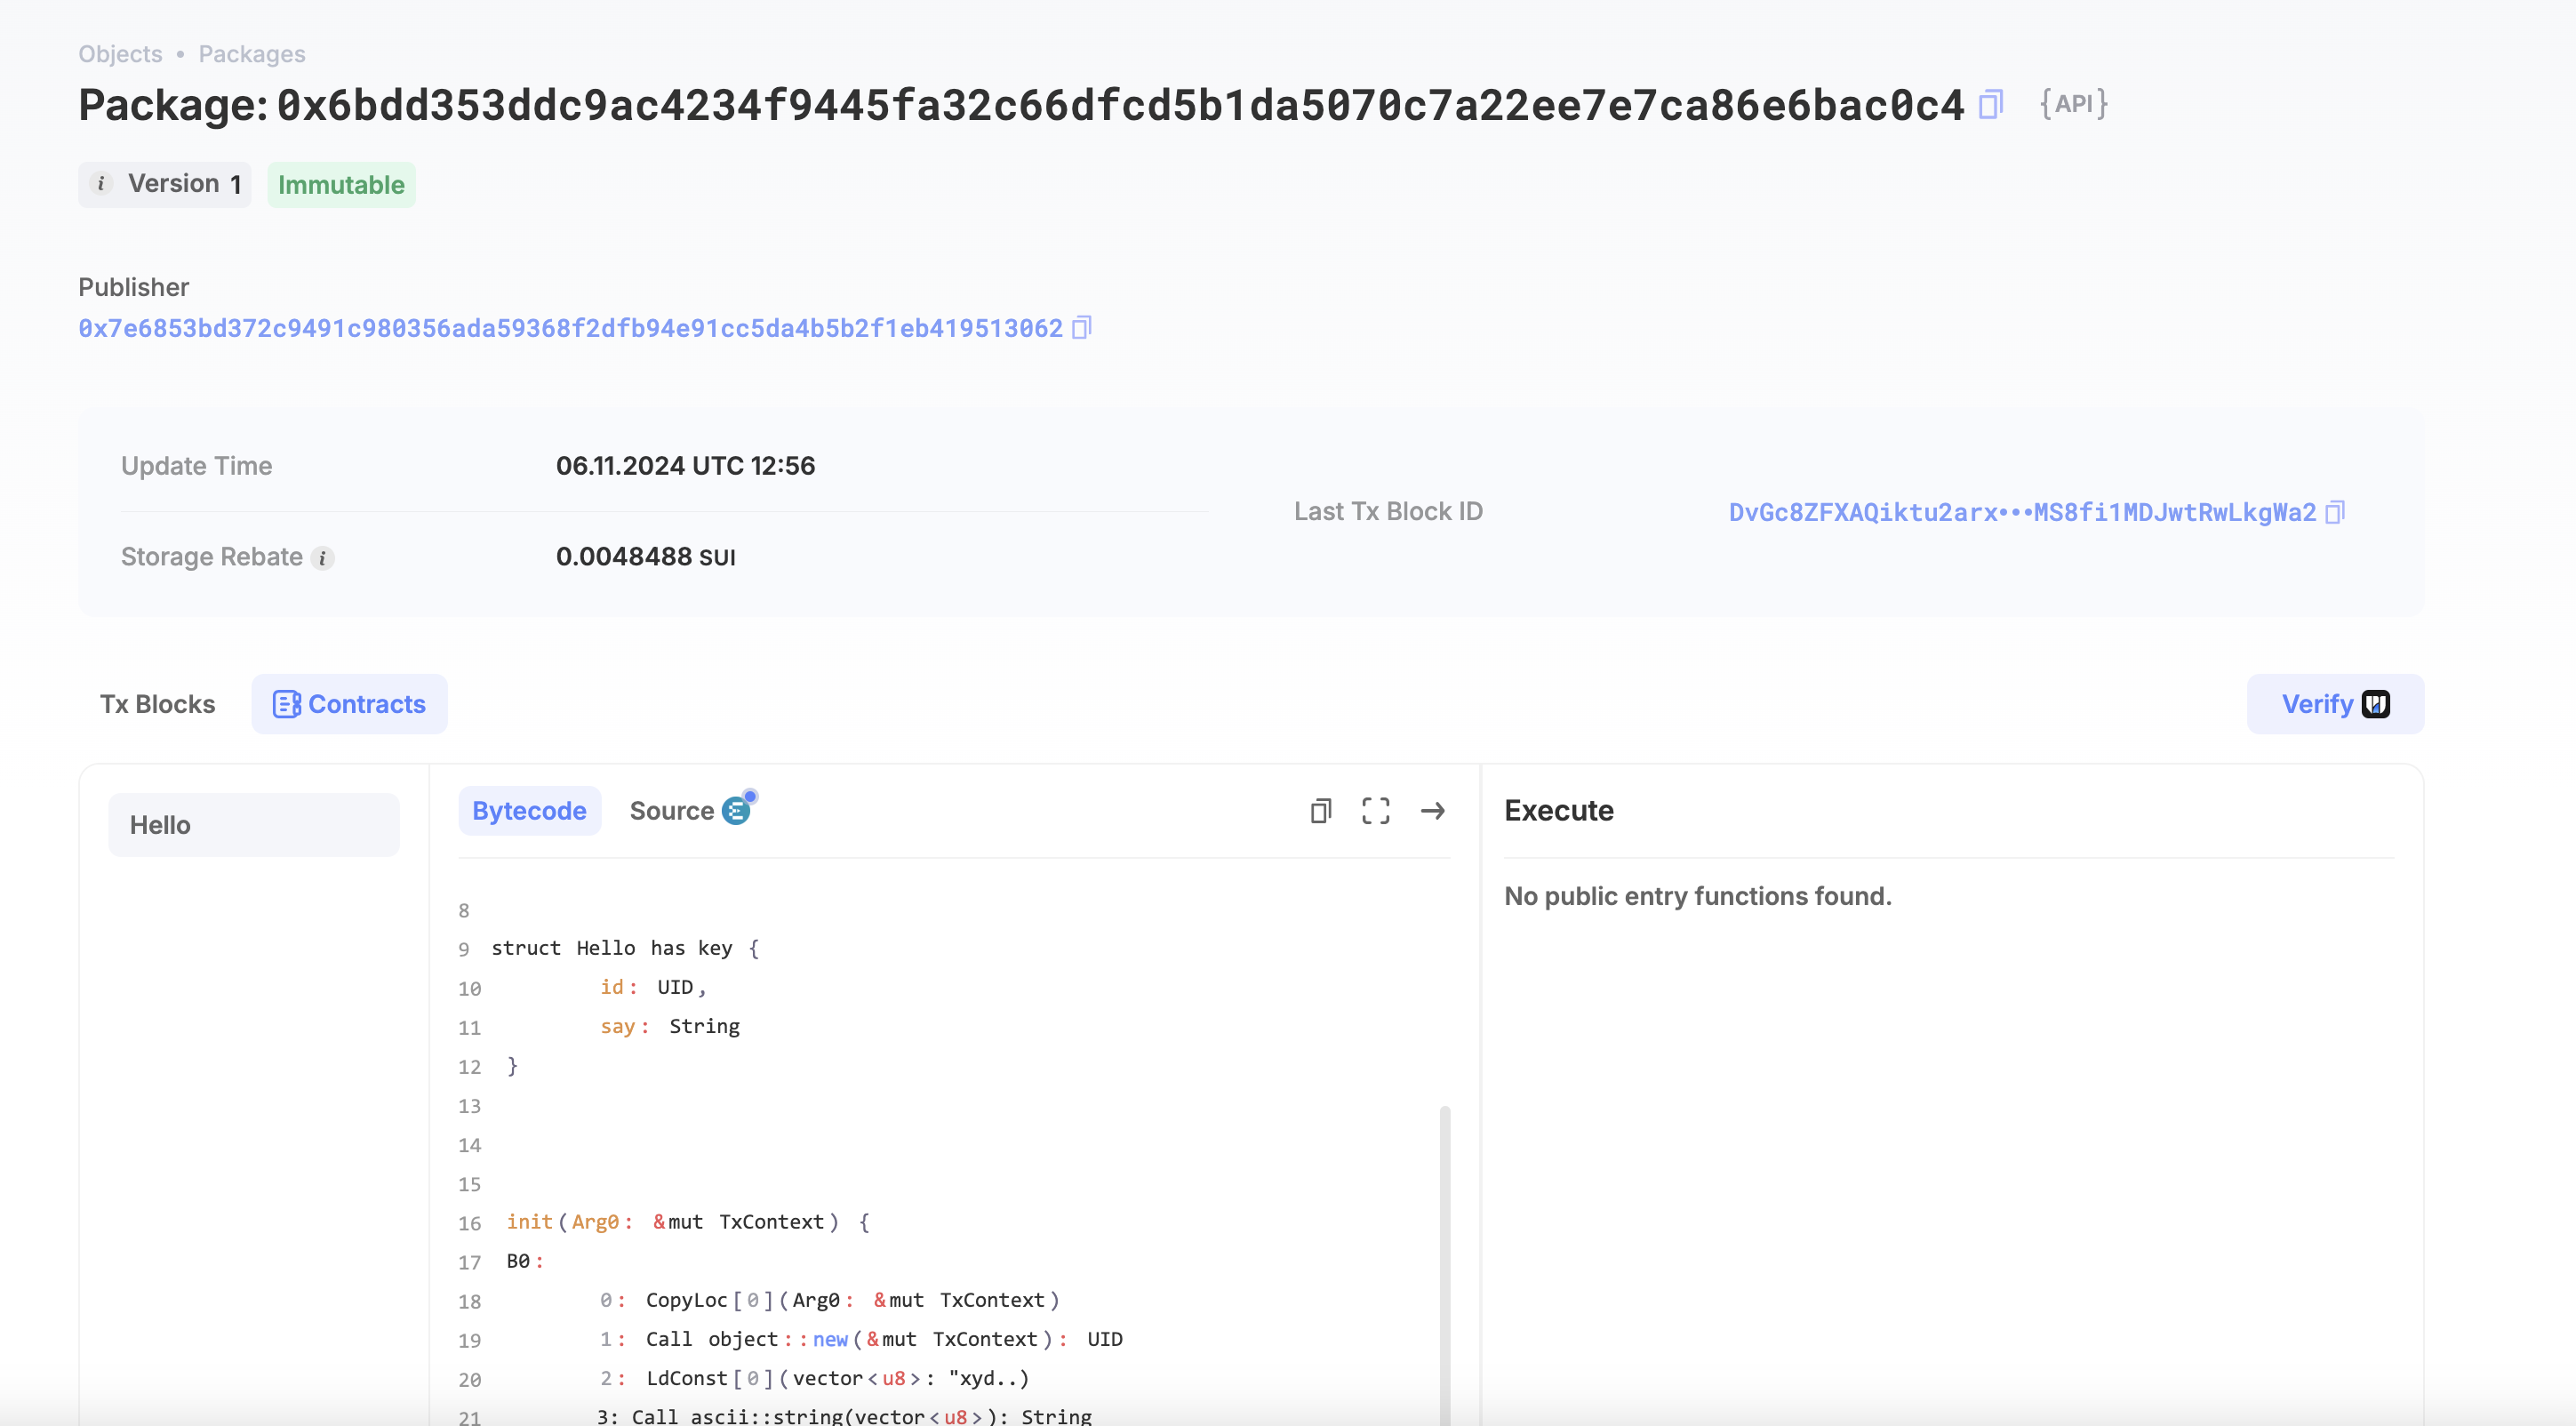 Objects • Packages
Package: 0x6bdd353ddc9ac4234f9445fa32c66dfcd5b1da5070c7a22ee7e7ca86e6bac0c4 {API}
i Version 1 Immutable
Publisher
0x7e6853bd372c9491c980356ada59368f2dfb94e91cc5da4b5b2f1eb419513062
Update Time 06.11.2024 UTC 12:56
Last Tx Block ID DvGc8ZFXAQiktu2arx•••MS8fi1MDJwtRwLkgWa2
Storage Rebate i 0.0048488 SUI
Tx Blocks Contracts Verify
Hello
Bytecode Source
8
9 struct Hello has key {
10 id: UID,
11 say: String
12 }
13
14
15
16 init(Arg0: &mut TxContext) {
17 B0:
18 0: CopyLoc[0](Arg0: &mut TxContext)
19 1: Call object::new(&mut TxContext): UID
20 2: LdConst[0](vector<u8>: "xyd..)
21 3: Call ascii::string(vector<u8>): String
Execute
No public entry functions found.